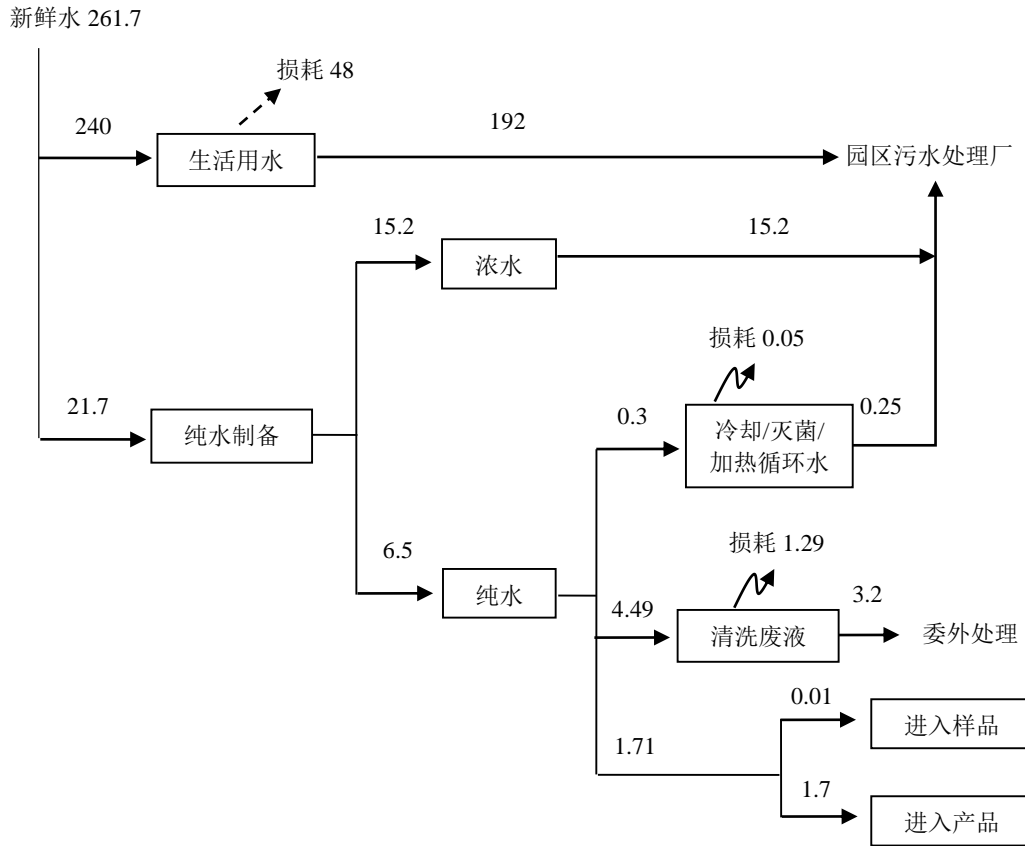 新鲜水 261.7
损耗 48
240
192
生活用水
园区污水处理厂
15.2
15.2
浓水
损耗 0.05
21.7
0.3
0.25
纯水制备
冷却/灭菌/
加热循环水
损耗 1.29
6.5
纯水
4.49
3.2
清洗废液
委外处理
0.01
进入样品
1.71
1.7
进入产品